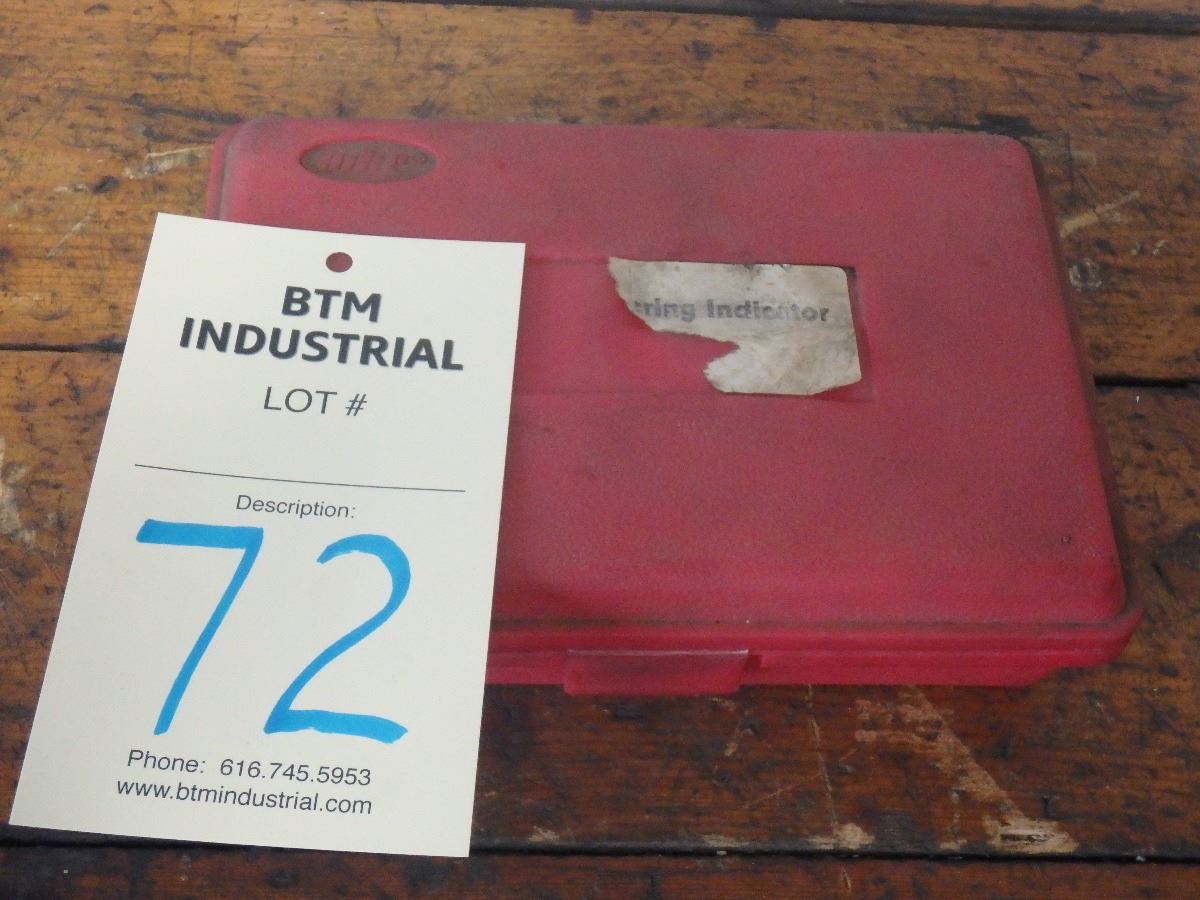 BTM
INDUSTRIAL
LOT #
Description:
72
Phone: 616.745.5953
www.btmindustrial.com
ring Indicator